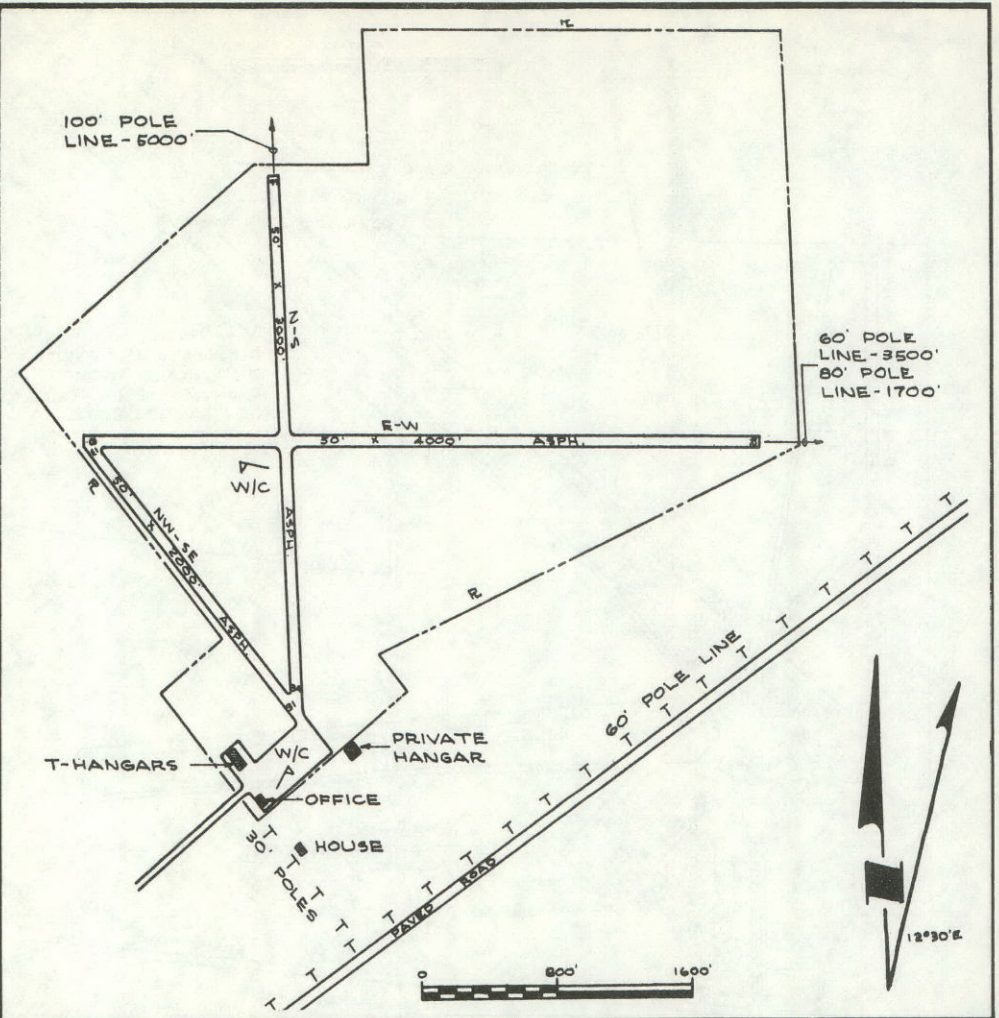 R
100' POLE
LINE-5000'
50' x 3000'
N-S
60' POLE
LINE-3500'
80' POLE
LINE-1700'
E-W
50' x 4000' ASPH.
W/C
R
50' x 2000'
NW-SE
ASPH.
ASPH.
R
60' POLE LINE
T-HANGARS
W/C
PRIVATE
HANGAR
OFFICE
30' POLES
HOUSE
PAVED ROAD
12°30'E
0 800' 1600'